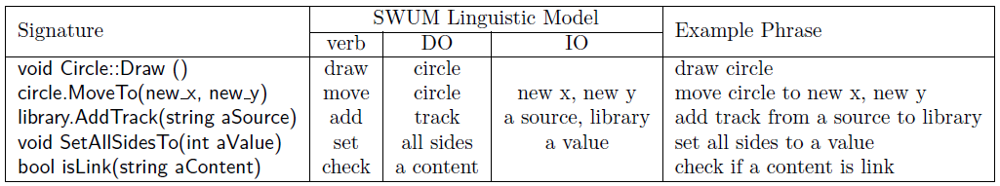 Signature SWUM Linguistic Model Example Phrase
verb DO IO
void Circle::Draw () draw circle draw circle
circle.MoveTo(new_x, new_y) move circle new x, new y move circle to new x, new y
library.AddTrack(string aSource) add track a source, library add track from a source to library
void SetAllSidesTo(int aValue) set all sides a value set all sides to a value
bool isLink(string aContent) check a content check if a content is link